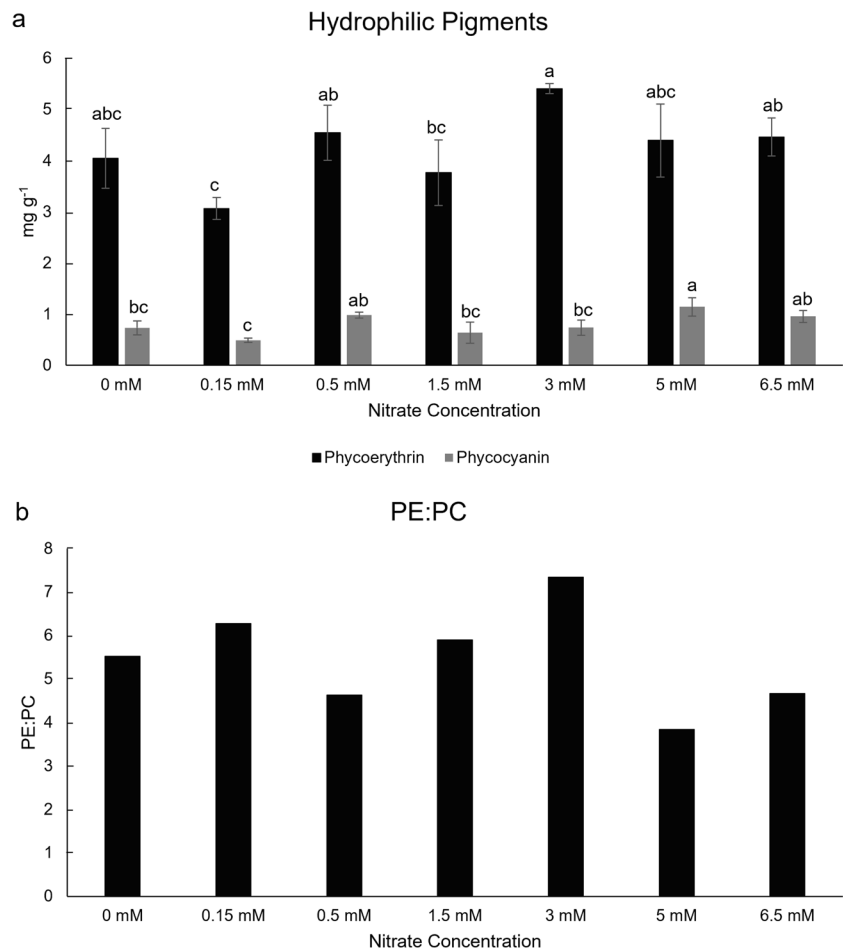 a
Hydrophilic Pigments
6
5
4
3
2
1
0
mg g-1
abc
bc
c
c
ab
ab
bc
bc
a
bc
abc
a
ab
ab
0 mM 0.15 mM 0.5 mM 1.5 mM 3 mM 5 mM 6.5 mM
Nitrate Concentration
Phycoerythrin Phycocyanin
b
PE:PC
8
7
6
5
4
3
2
1
0
PE:PC
0 mM 0.15 mM 0.5 mM 1.5 mM 3 mM 5 mM 6.5 mM
Nitrate Concentration